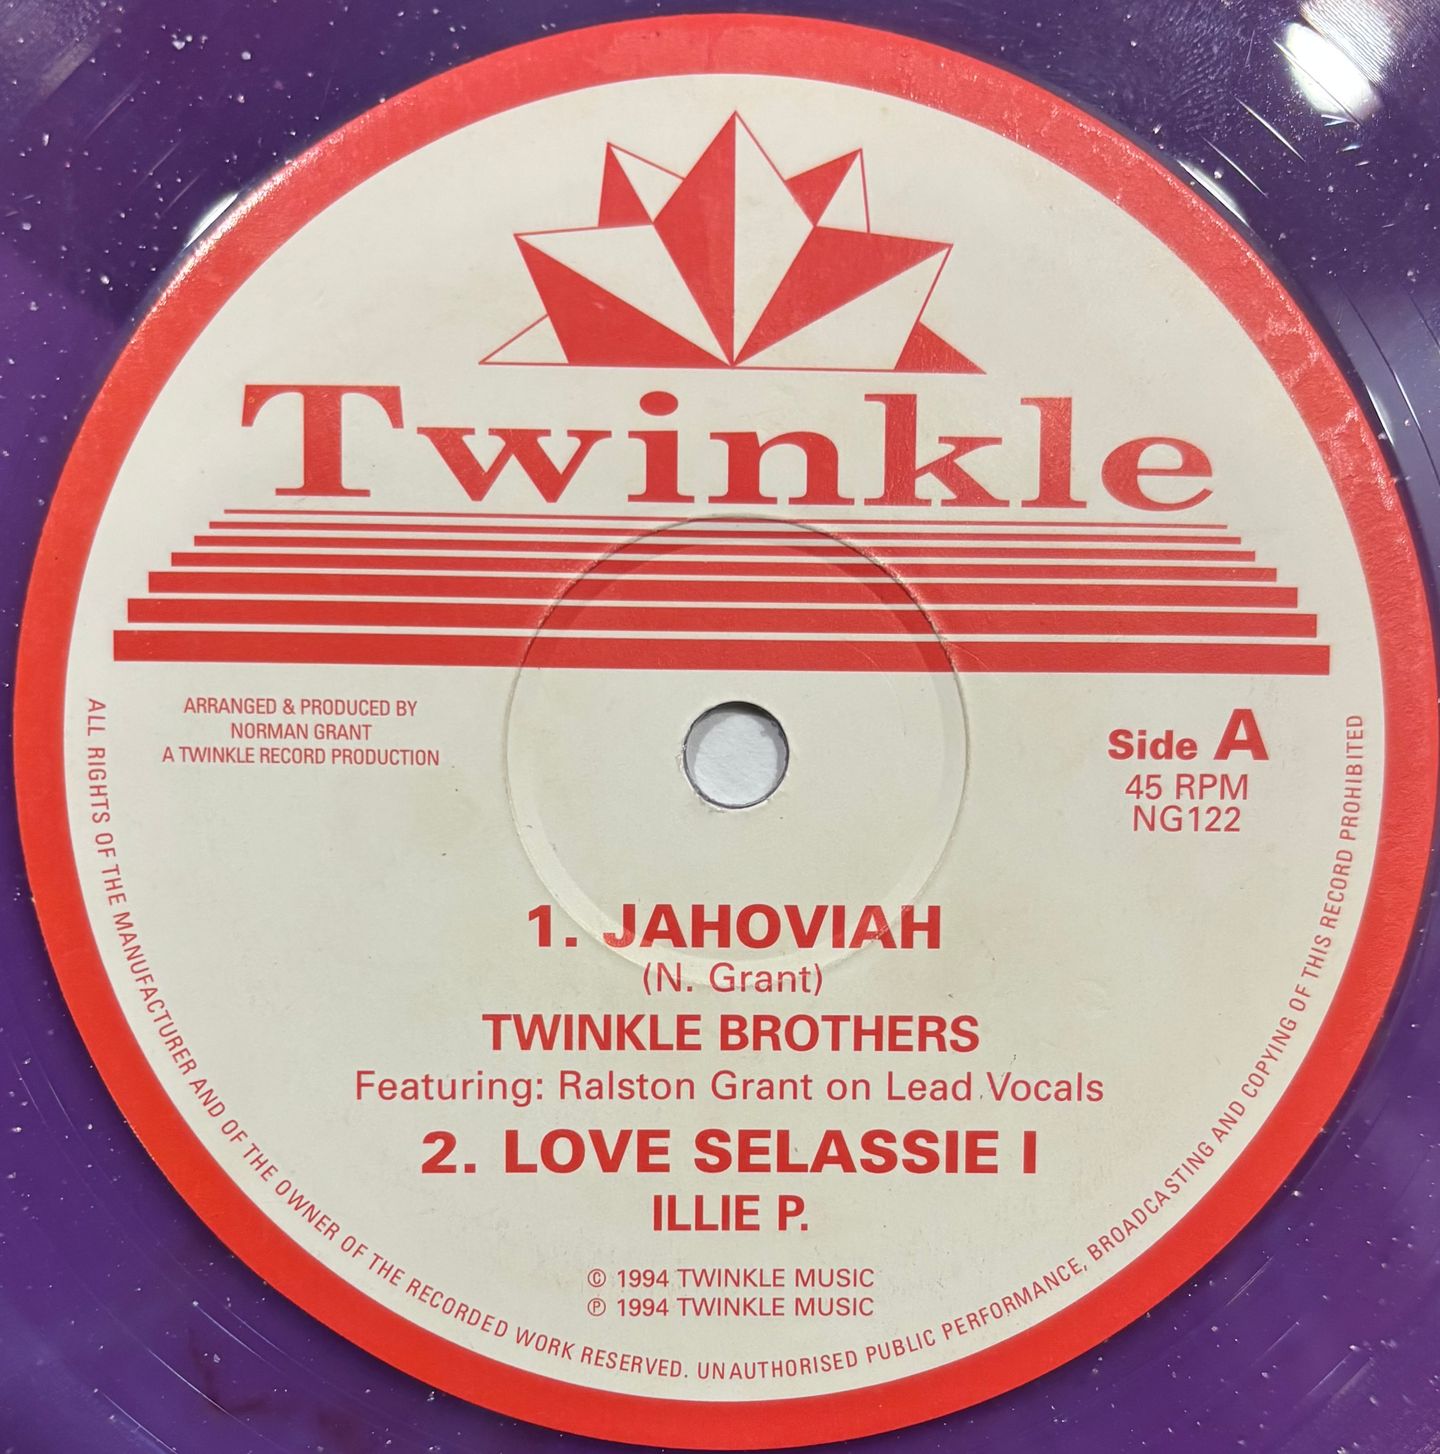 Twinkle
ARRANGED & PRODUCED BY
NORMAN GRANT
A TWINKLE RECORD PRODUCTION
Side A
45 RPM
NG122
1. JAHOVIAH
(N. Grant)
TWINKLE BROTHERS
Featuring: Ralston Grant on Lead Vocals
2. LOVE SELASSIE I
ILLIE P.
© 1994 TWINKLE MUSIC
℗ 1994 TWINKLE MUSIC
ALL RIGHTS OF THE MANUFACTURER AND OF THE OWNER OF THE RECORDED WORK RESERVED. UNAUTHORISED PUBLIC PERFORMANCE, BROADCASTING AND COPYING OF THIS RECORD PROHIBITED